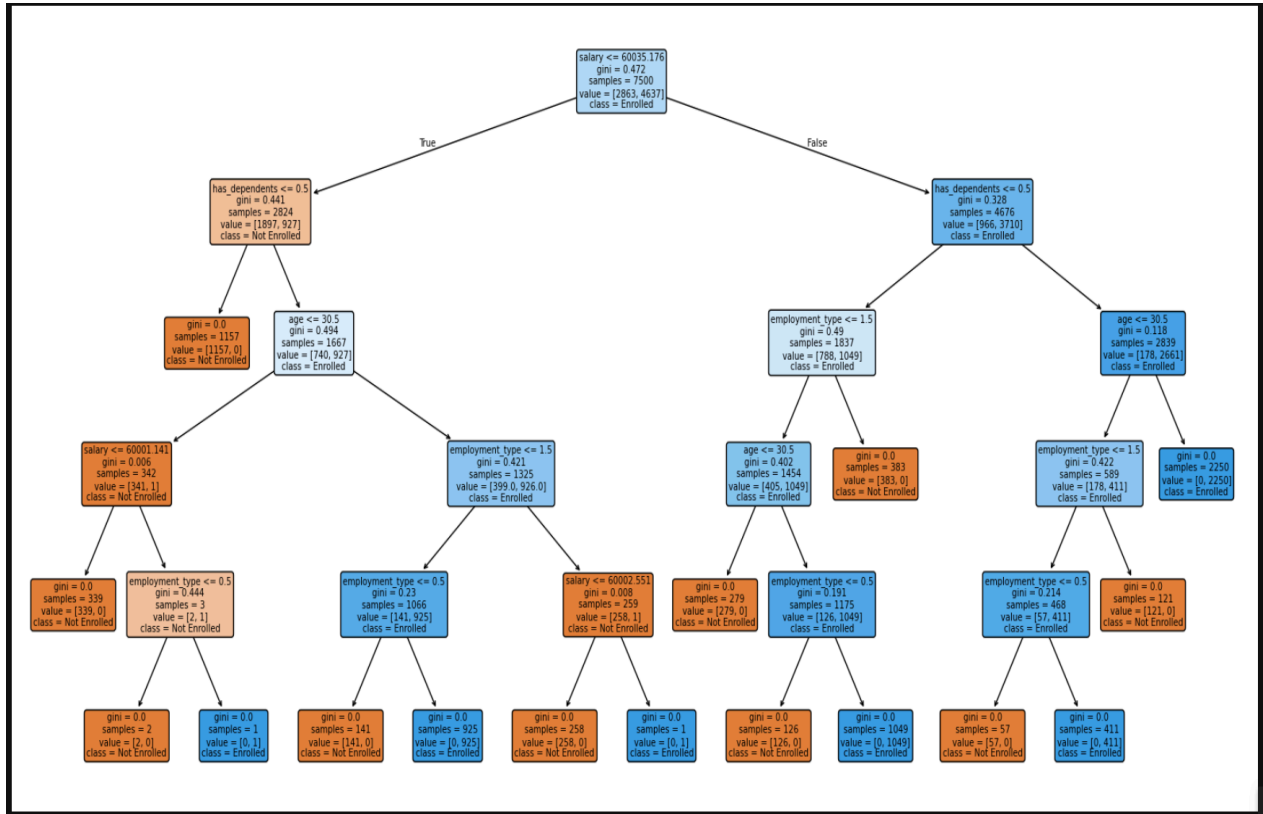 salary <= 60035.176
gini = 0.472
samples = 7500
value = [2863, 4637]
class = Enrolled
True
False
has_dependents <= 0.5
gini = 0.441
samples = 2824
value = [1897, 927]
class = Not Enrolled
has_dependents <= 0.5
gini = 0.328
samples = 4676
value = [966, 3710]
class = Enrolled
gini = 0.0
samples = 1157
value = [1157, 0]
class = Not Enrolled
age <= 30.5
gini = 0.494
samples = 1667
value = [740, 927]
class = Enrolled
employment_type <= 1.5
gini = 0.49
samples = 1837
value = [788, 1049]
class = Enrolled
age <= 30.5
gini = 0.118
samples = 2839
value = [178, 2661]
class = Enrolled
salary <= 60001.141
gini = 0.006
samples = 342
value = [341, 1]
class = Not Enrolled
employment_type <= 1.5
gini = 0.421
samples = 1325
value = [399.0, 926.0]
class = Enrolled
age <= 30.5
gini = 0.402
samples = 1454
value = [405, 1049]
class = Enrolled
gini = 0.0
samples = 383
value = [383, 0]
class = Not Enrolled
employment_type <= 1.5
gini = 0.422
samples = 589
value = [178, 411]
class = Enrolled
gini = 0.0
samples = 2250
value = [0, 2250]
class = Enrolled
gini = 0.0
samples = 339
value = [339, 0]
class = Not Enrolled
employment_type <= 0.5
gini = 0.444
samples = 3
value = [2, 1]
class = Not Enrolled
employment_type <= 0.5
gini = 0.23
samples = 1066
value = [141, 925]
class = Enrolled
salary <= 60002.551
gini = 0.008
samples = 259
value = [258, 1]
class = Not Enrolled
gini = 0.0
samples = 279
value = [279, 0]
class = Not Enrolled
employment_type <= 0.5
gini = 0.191
samples = 1175
value = [126, 1049]
class = Enrolled
employment_type <= 0.5
gini = 0.214
samples = 468
value = [57, 411]
class = Enrolled
gini = 0.0
samples = 121
value = [121, 0]
class = Not Enrolled
gini = 0.0
samples = 2
value = [2, 0]
class = Not Enrolled
gini = 0.0
samples = 1
value = [0, 1]
class = Enrolled
gini = 0.0
samples = 141
value = [141, 0]
class = Not Enrolled
gini = 0.0
samples = 925
value = [0, 925]
class = Enrolled
gini = 0.0
samples = 258
value = [258, 0]
class = Not Enrolled
gini = 0.0
samples = 1
value = [0, 1]
class = Enrolled
gini = 0.0
samples = 126
value = [126, 0]
class = Not Enrolled
gini = 0.0
samples = 1049
value = [0, 1049]
class = Enrolled
gini = 0.0
samples = 57
value = [57, 0]
class = Not Enrolled
gini = 0.0
samples = 411
value = [0, 411]
class = Enrolled